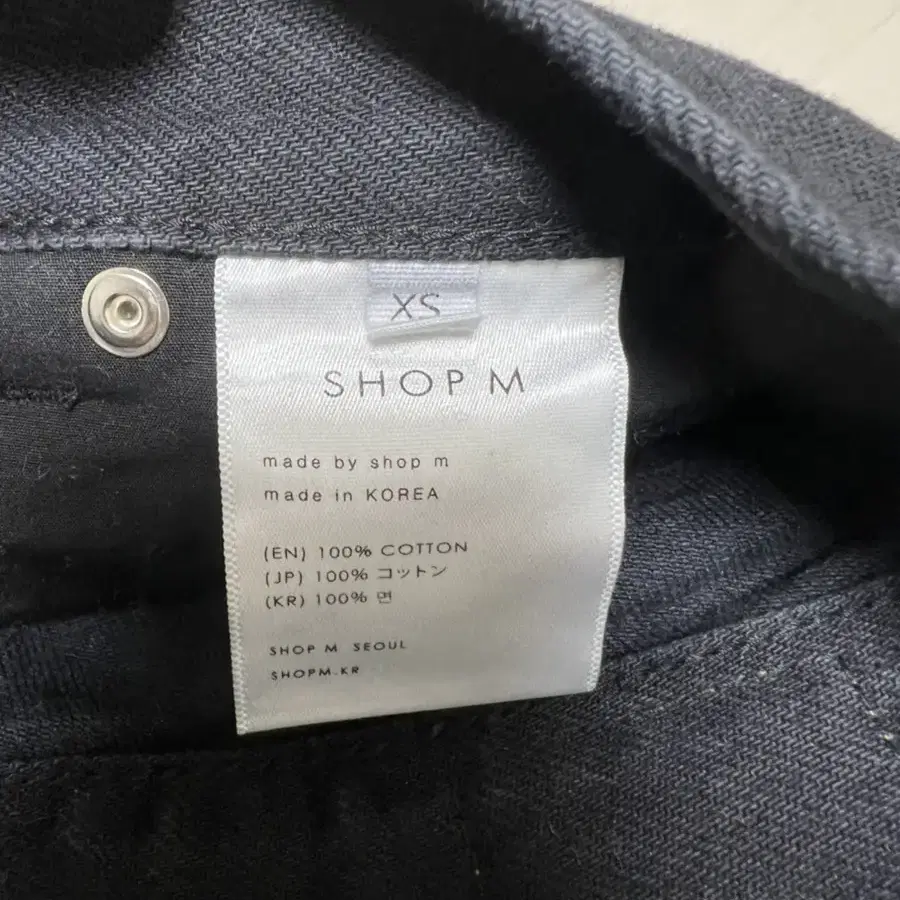 XS
SHOP M
made by shop m
made in KOREA
(EN) 100% COTTON
(JP) 100% コットン
(KR) 100% 면
SHOP M SEOUL
SHOPM.KR